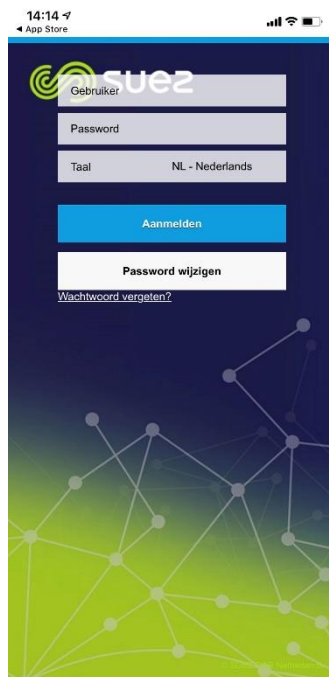 14:14
App Store
suez
Gebruiker
Password
Taal NL - Nederlands
Aanmelden
Password wijzigen
Wachtwoord vergeten?